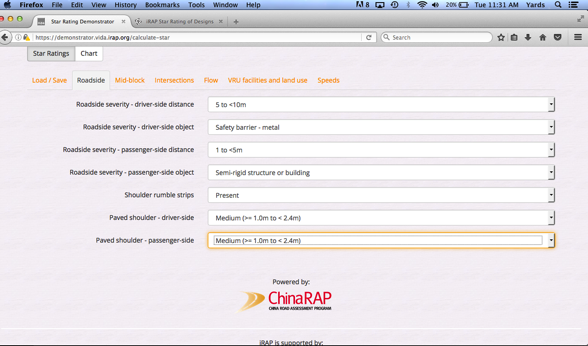 Firefox File Edit View History Bookmarks Tools Window Help
8 20% Tue 11:31 AM Yards
Star Rating Demonstrator iRAP Star Rating of Designs
https://demonstrator.vida.irap.org/calculate-star Search
Star Ratings Chart
Load / Save Roadside Mid-block Intersections Flow VRU facilities and land use Speeds
Roadside severity - driver-side distance 5 to <10m
Roadside severity - driver-side object Safety barrier - metal
Roadside severity - passenger-side distance 1 to <5m
Roadside severity - passenger-side object Semi-rigid structure or building
Shoulder rumble strips Present
Paved shoulder - driver-side Medium (>= 1.0m to < 2.4m)
Paved shoulder - passenger-side Medium (>= 1.0m to < 2.4m)
Powered by:
ChinaRAP
CHINA ROAD ASSESSMENT PROGRAM
iRAP is supported by: